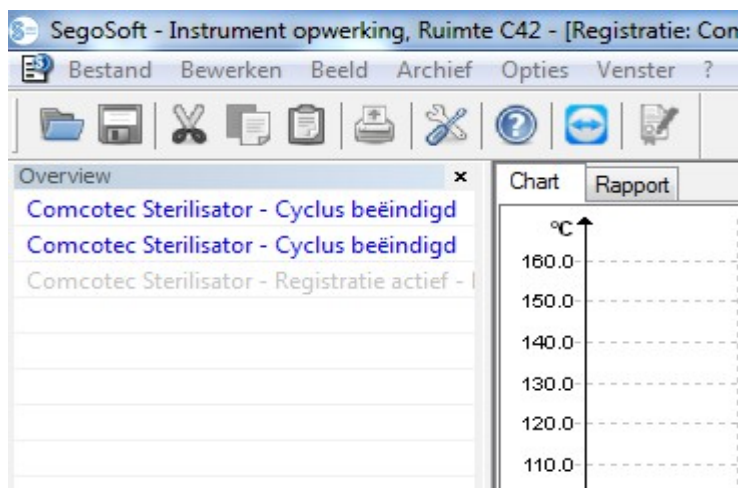 SegoSoft - Instrument opwerking, Ruimte C42 - [Registratie: Com
Bestand Bewerken Beeld Archief Opties Venster ?
Overview x
Chart Rapport
Comcotec Sterilisator - Cyclus beëindigd
Comcotec Sterilisator - Cyclus beëindigd
Comcotec Sterilisator - Registratie actief -
°C
160.0
150.0
140.0
130.0
120.0
110.0